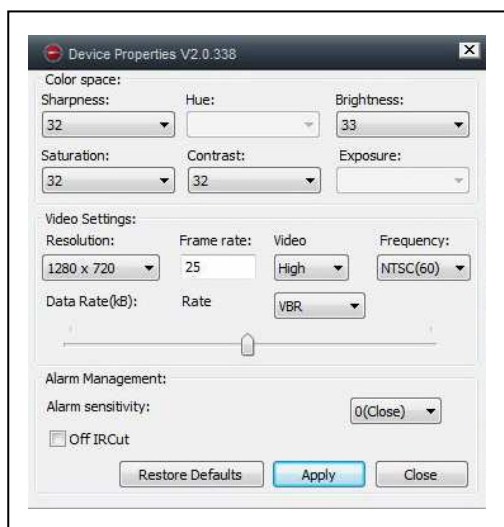 Device Properties V2.0.338
Color space:
Sharpness: Hue: Brightness:
32 33
Saturation: Contrast: Exposure:
32 32
Video Settings:
Resolution: Frame rate: Video Frequency:
1280 x 720 25 High NTSC(60)
Data Rate(kB): Rate VBR
Alarm Management:
Alarm sensitivity: 0(Close)
Off IRCut
Restore Defaults Apply Close